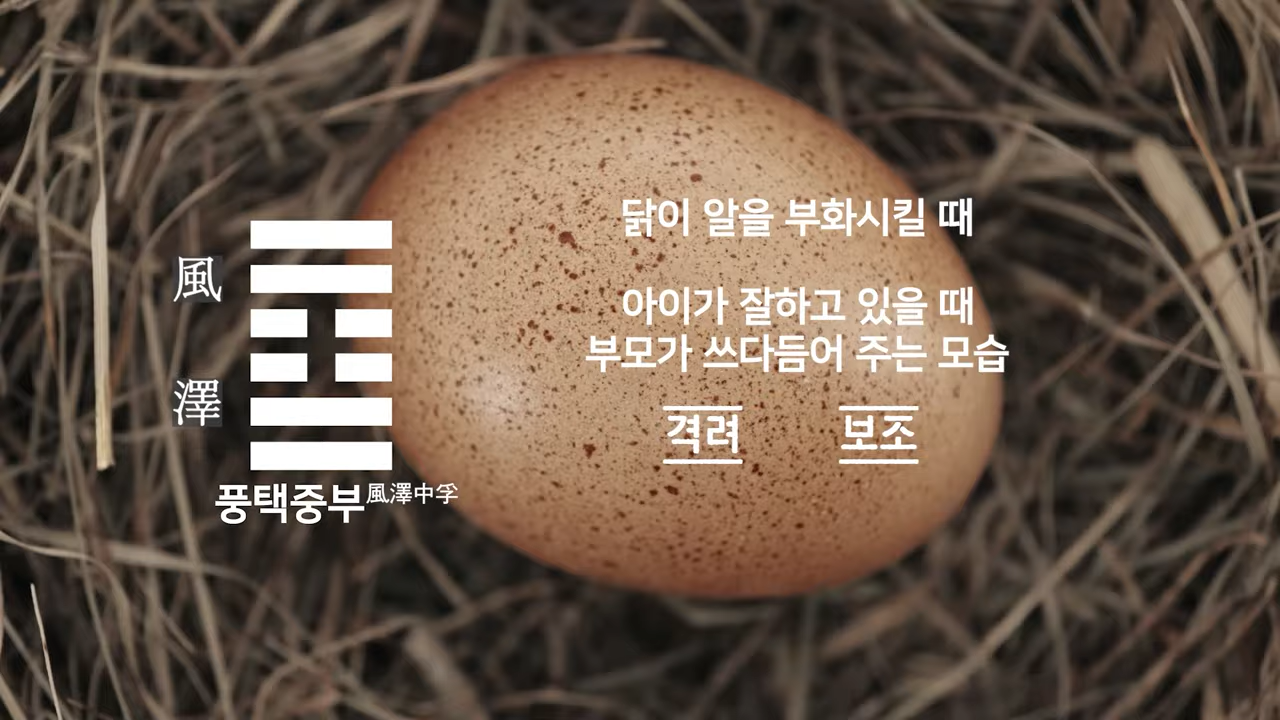 風
澤
풍택중부風澤中孚
닭이 알을 부화시킬 때
아이가 잘하고 있을 때
부모가 쓰다듬어 주는 모습
격려 보조